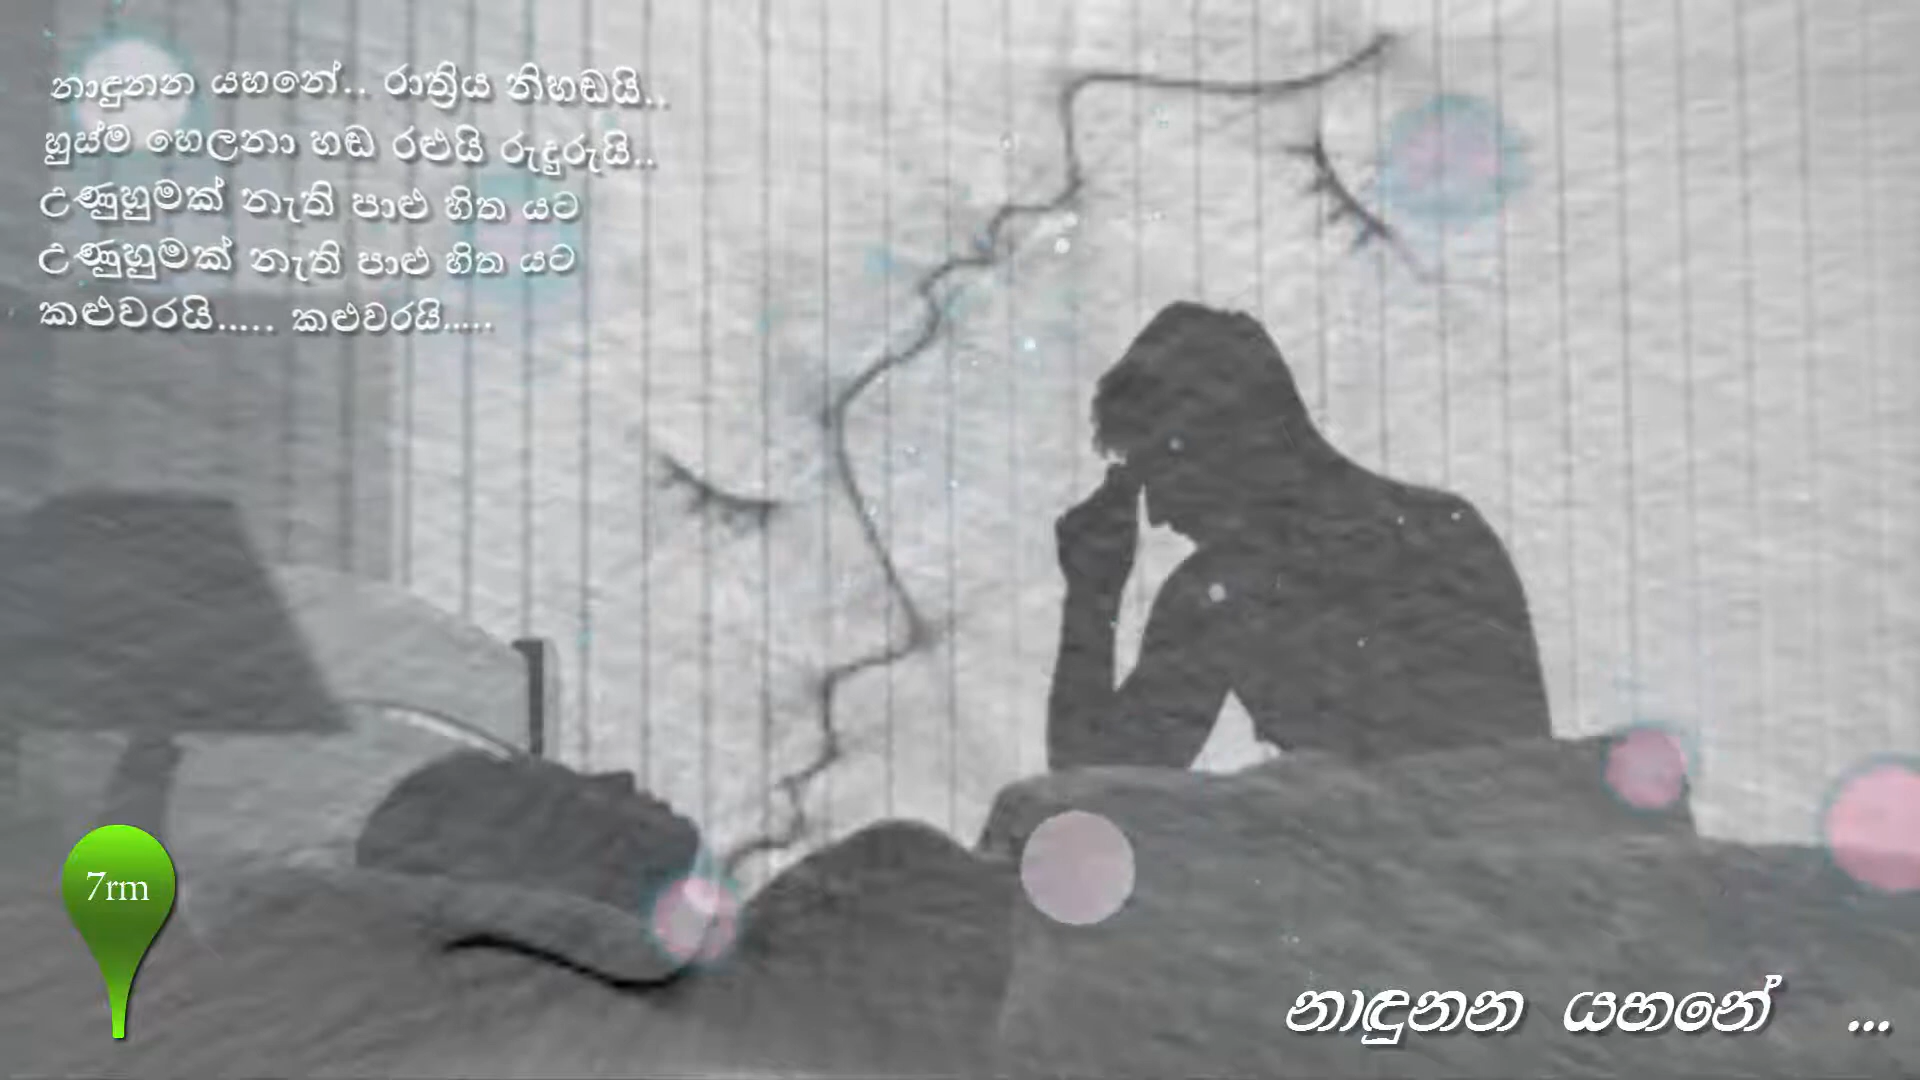 නාඳුනන යහනේ.. රාත්‍රිය නිහඬයි..
හුස්ම හෙලනා හඬ රළුයි රුදුරුයි..
උණුහුමක් නැති පාළු හිත යට
උණුහුමක් නැති පාළු හිත යට
කළුවරයි..... කළුවරයි.....
7rm
නාඳුනන යහනේ ...